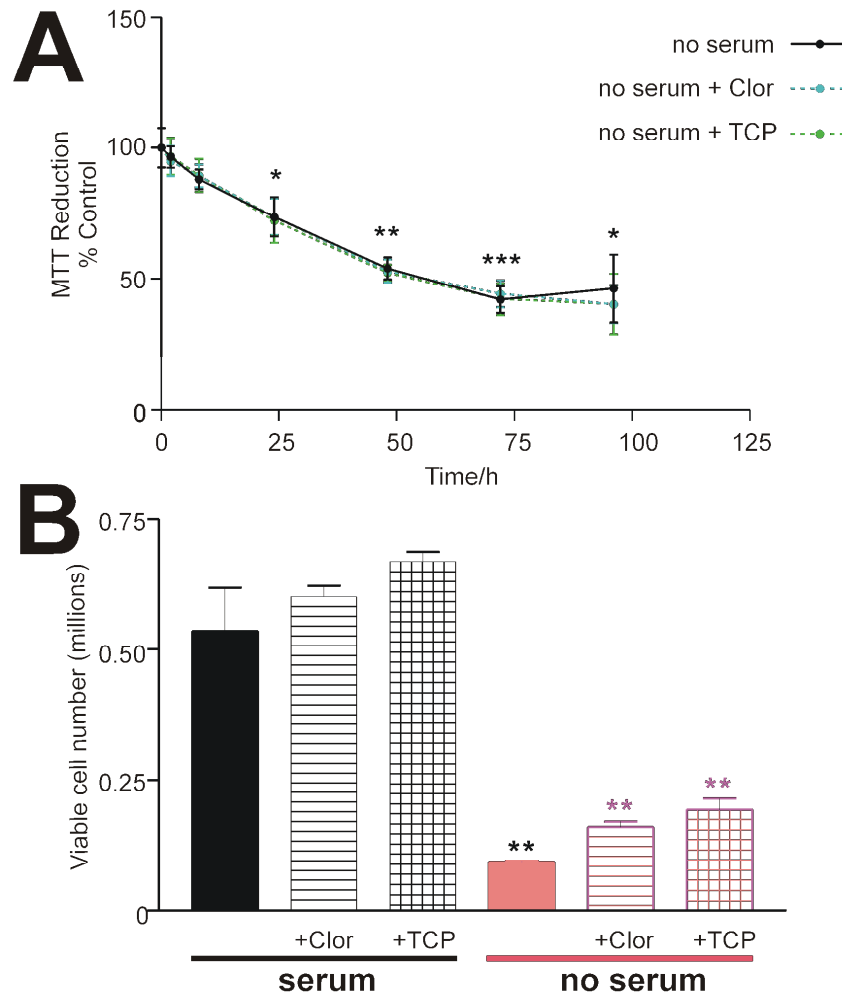 A
150
100
50
0
MTT Reduction
% Control
no serum
no serum + Clor
no serum + TCP
*
**
***
*
0
25
50
75
100
125
Time/h
B
0.75
0.50
0.25
0
Viable cell number (millions)
**
**
**
+Clor
+TCP
+Clor
+TCP
serum
no serum